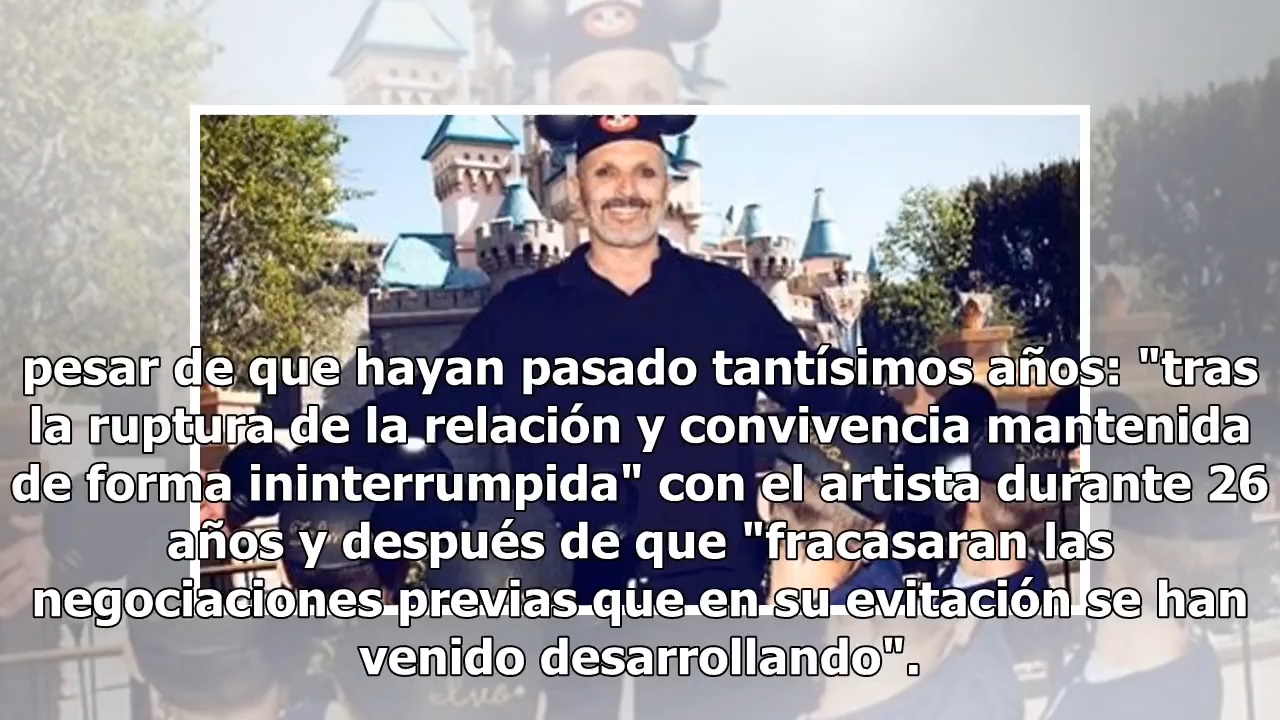 pesar de que hayan pasado tantísimos años: "tras
la ruptura de la relación y convivencia mantenida
de forma ininterrumpida" con el artista durante 26
años y después de que "fracasaran las
negociaciones previas que en su evitación se han
venido desarrollando".